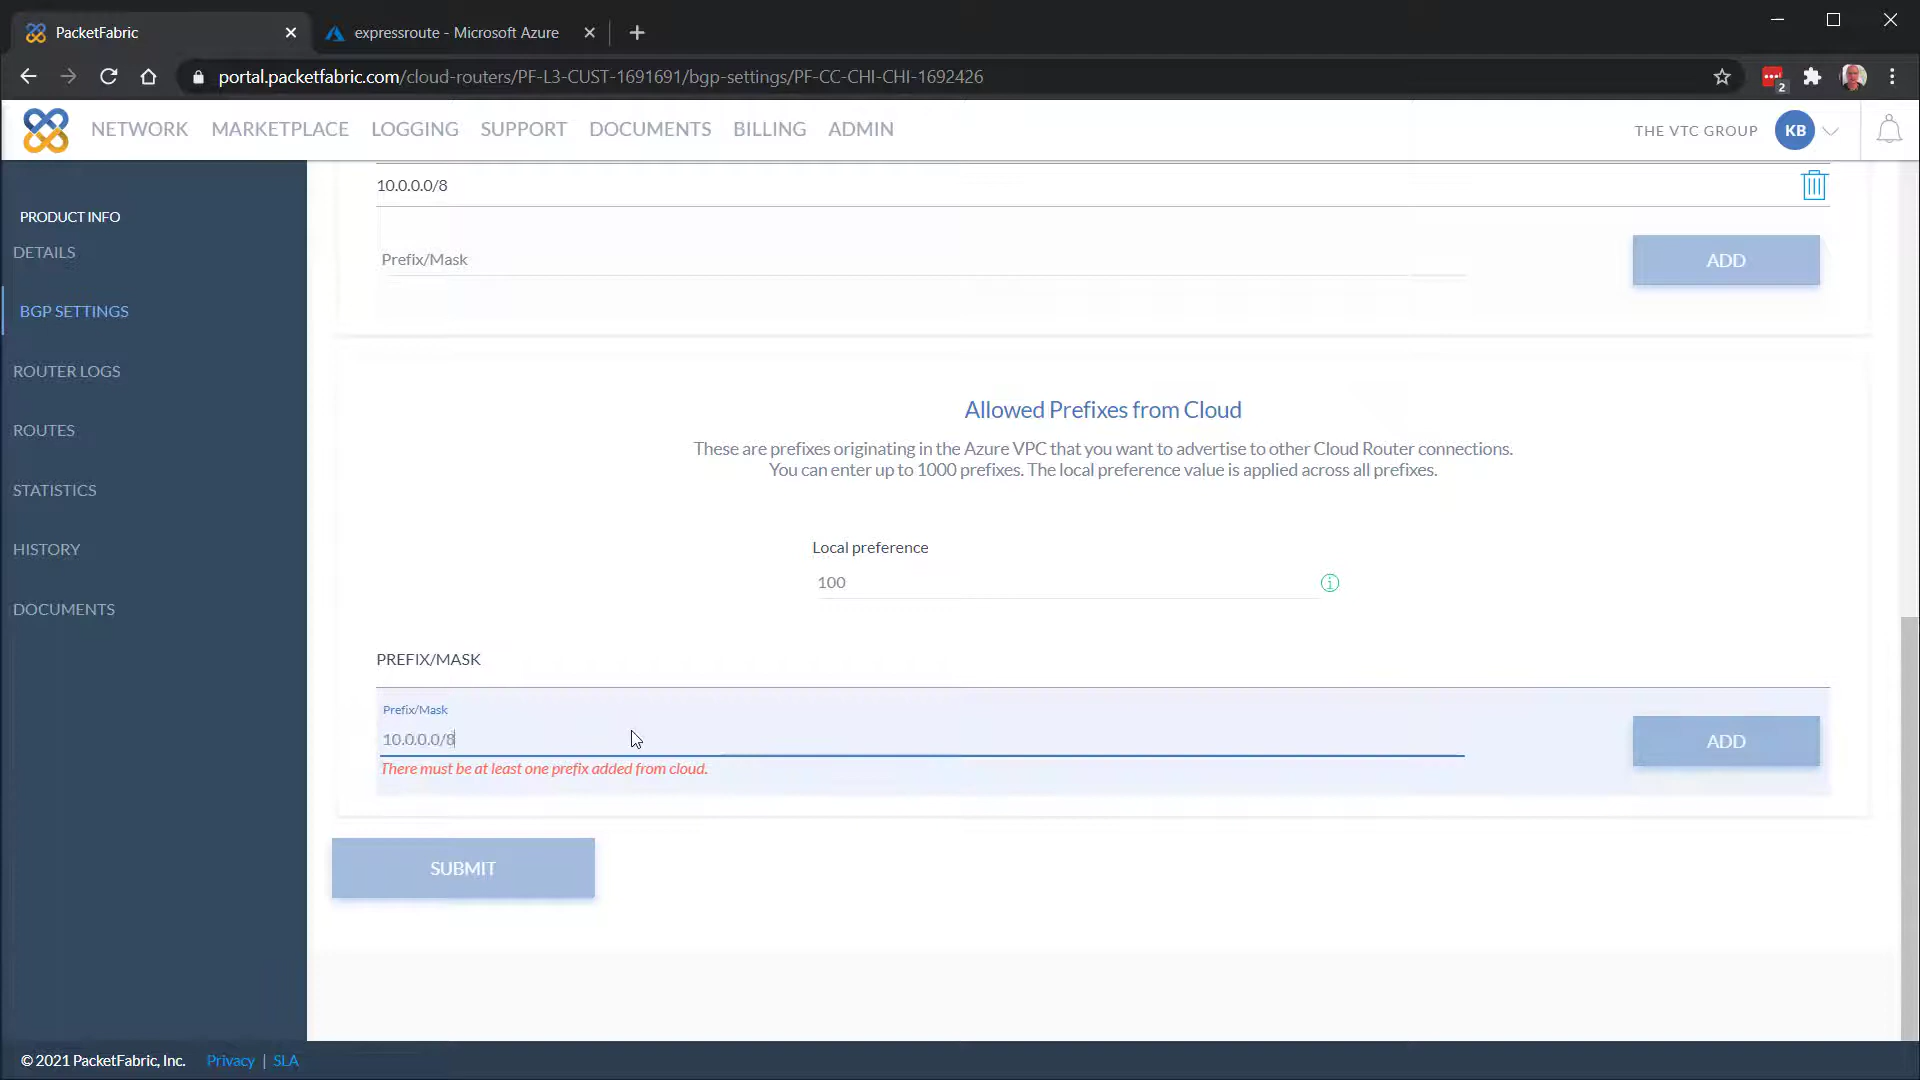 PacketFabric
expressroute - Microsoft Azure
portal.packetfabric.com/cloud-routers/PF-L3-CUST-1691691/bgp-settings/PF-CC-CHI-CHI-1692426
2
NETWORK MARKETPLACE LOGGING SUPPORT DOCUMENTS BILLING ADMIN
THE VTC GROUP KB
PRODUCT INFO
DETAILS
BGP SETTINGS
ROUTER LOGS
ROUTES
STATISTICS
HISTORY
DOCUMENTS
10.0.0.0/8
Prefix/Mask
ADD
Allowed Prefixes from Cloud
These are prefixes originating in the Azure VPC that you want to advertise to other Cloud Router connections.
You can enter up to 1000 prefixes. The local preference value is applied across all prefixes.
Local preference
100
PREFIX/MASK
Prefix/Mask
10.0.0.0/8
ADD
There must be at least one prefix added from cloud.
SUBMIT
© 2021 PacketFabric, Inc. Privacy | SLA